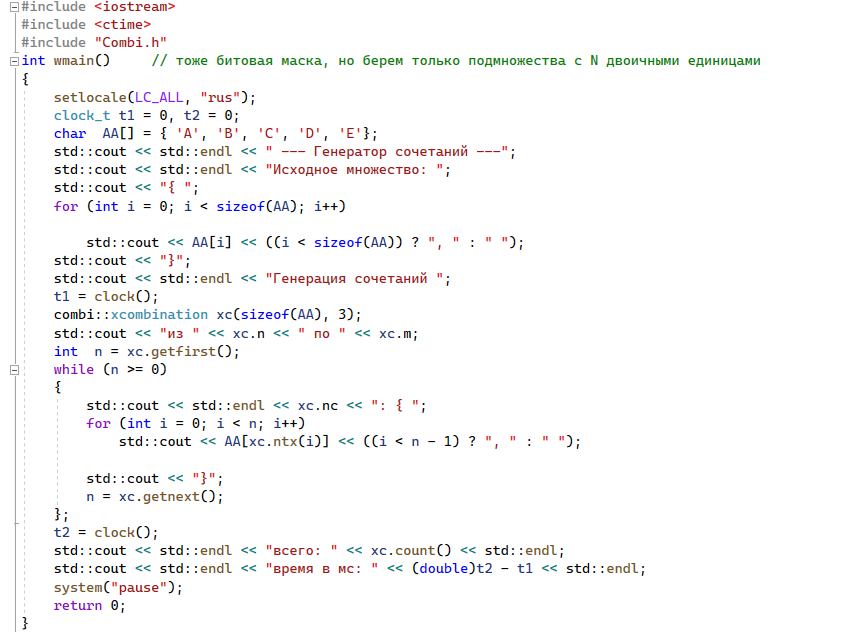 #include <iostream>
#include <ctime>
#include "Combi.h"
int wmain()     // тоже битовая маска, но берем только подмножества с N двоичными единицами
{
    setlocale(LC_ALL, "rus");
    clock_t t1 = 0, t2 = 0;
    char  AA[] = { 'A', 'B', 'C', 'D', 'E'};
    std::cout << std::endl << " --- Генератор сочетаний ---";
    std::cout << std::endl << "Исходное множество: ";
    std::cout << "{ ";
    for (int i = 0; i < sizeof(AA); i++)

        std::cout << AA[i] << ((i < sizeof(AA)) ? ", " : " ");
    std::cout << "}";
    std::cout << std::endl << "Генерация сочетаний ";
    t1 = clock();
    combi::xcombination xc(sizeof(AA), 3);
    std::cout << "из " << xc.n << " по " << xc.m;
    int  n = xc.getfirst();
    while (n >= 0)
    {
        std::cout << std::endl << xc.nc << ": { ";
        for (int i = 0; i < n; i++)
            std::cout << AA[xc.ntx(i)] << ((i < n - 1) ? ", " : " ");

        std::cout << "}";
        n = xc.getnext();
    };
    t2 = clock();
    std::cout << std::endl << "всего: " << xc.count() << std::endl;
    std::cout << std::endl << "время в мс: " << (double)t2 - t1 << std::endl;
    system("pause");
    return 0;
}